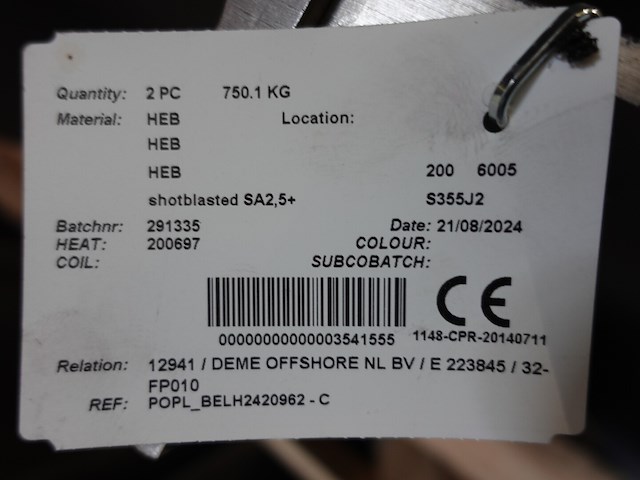 Quantity: 2 PC 750.1 KG
Material: HEB Location:
HEB
HEB 200 6005
shotblasted SA2,5+ S355J2
Batchnr: 291335 Date: 21/08/2024
HEAT: 200697 COLOUR:
COIL: SUBCOBATCH:
CE
00000000000003541555 1148-CPR-20140711
Relation: 12941 / DEME OFFSHORE NL BV / E 223845 / 32-
FP010
REF: POPL_BELH2420962 - C